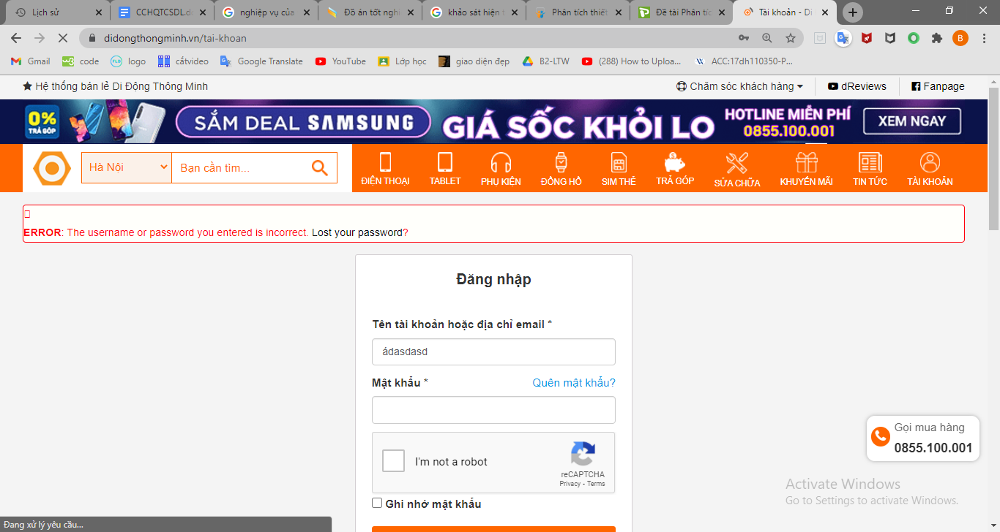 Lịch sử
CCHQTCSDL.d
nghiệp vụ của
Đồ án tốt ngh
khảo sát hiện t
Phân tích thiết
Đề tài Phân tíc
Tài khoản - Di
didongthongminh.vn/tai-khoan
B
Gmail
code
logo
cắtvideo
Google Translate
YouTube
Lớp học
giao diện đẹp
B2-LTW
(288) How to Uploa...
ACC:17dh110350-P...
Hệ thống bán lẻ Di Động Thông Minh
Chăm sóc khách hàng
dReviews
Fanpage
0%
TRẢ GÓP
SẮM DEAL SAMSUNG
GIÁ SỐC KHỎI LO
HOTLINE MIỄN PHÍ
0855.100.001
XEM NGAY
Hà Nội
Bạn cần tìm...
ĐIỆN THOẠI
TABLET
PHỤ KIỆN
ĐỒNG HỒ
SIM THẺ
TRẢ GÓP
SỬA CHỮA
KHUYẾN MÃI
TIN TỨC
TÀI KHOẢN
ERROR: The username or password you entered is incorrect. Lost your password?
Đăng nhập
Tên tài khoản hoặc địa chỉ email *
ádasdasd
Mật khẩu *
Quên mật khẩu?
I'm not a robot
reCAPTCHA
Privacy - Terms
Ghi nhớ mật khẩu
Gọi mua hàng
0855.100.001
Activate Windows
Go to Settings to activate Windows.
Đang xử lý yêu cầu...